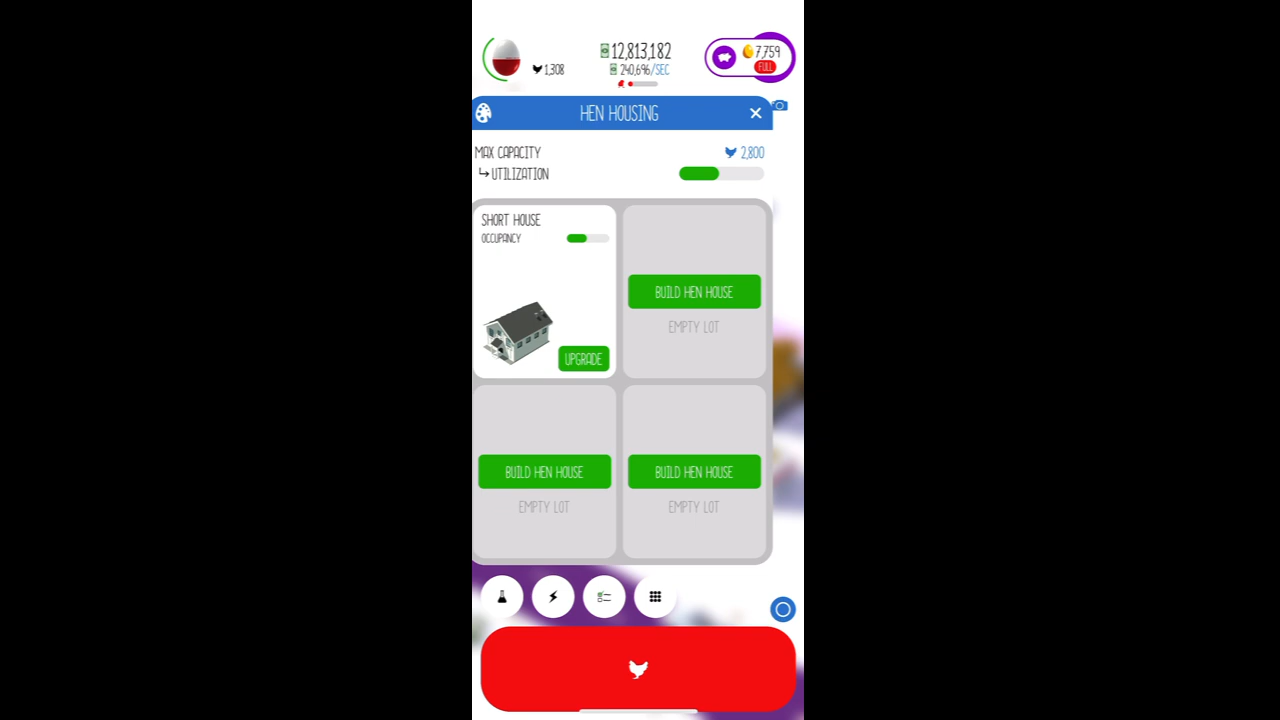 12,813,182
1,308
240,696/SEC
7,759
FULL
HEN HOUSING
MAX CAPACITY
2,800
UTILIZATION
SHORT HOUSE
OCCUPANCY
UPGRADE
BUILD HEN HOUSE
EMPTY LOT
BUILD HEN HOUSE
EMPTY LOT
BUILD HEN HOUSE
EMPTY LOT